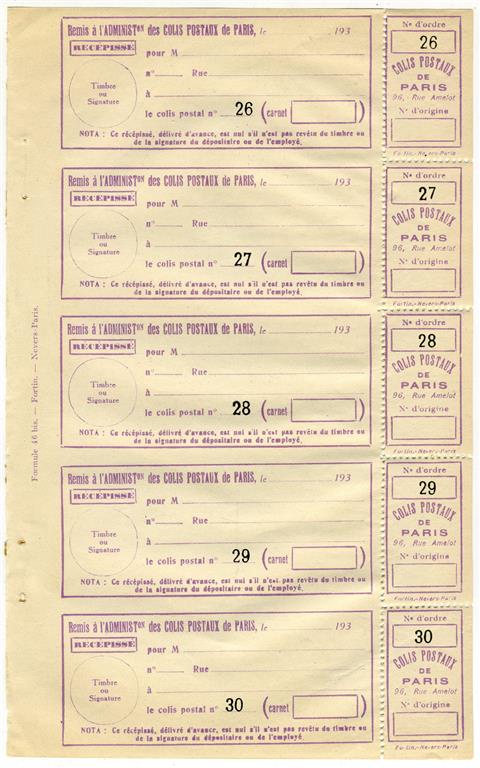 Remis à l'ADMINISTon des COLIS POSTAUX de PARIS, le 193
RÉCÉPISSÉ
pour M
Timbre
ou
Signature
n° Rue
à
le colis postal n° 26 (carnet )
NOTA : Ce récépissé, délivré d'avance, est nul s'il n'est pas revêtu du timbre ou
de la signature du dépositaire ou de l'employé.
N° d'ordre
26
COLIS POSTAUX
DE
PARIS
96, Rue Amelot
N° d'origine
Fortin.-Nevers-Paris
Remis à l'ADMINISTon des COLIS POSTAUX de PARIS, le 193
RÉCÉPISSÉ
pour M
Timbre
ou
Signature
n° Rue
à
le colis postal n° 27 (carnet )
NOTA : Ce récépissé, délivré d'avance, est nul s'il n'est pas revêtu du timbre ou
de la signature du dépositaire ou de l'employé.
N° d'ordre
27
COLIS POSTAUX
DE
PARIS
96, Rue Amelot
N° d'origine
Fortin.-Nevers-Paris
Remis à l'ADMINISTon des COLIS POSTAUX de PARIS, le 193
RÉCÉPISSÉ
pour M
Timbre
ou
Signature
n° Rue
à
le colis postal n° 28 (carnet )
NOTA : Ce récépissé, délivré d'avance, est nul s'il n'est pas revêtu du timbre ou
de la signature du dépositaire ou de l'employé.
N° d'ordre
28
COLIS POSTAUX
DE
PARIS
96, Rue Amelot
N° d'origine
Fortin.-Nevers-Paris
Remis à l'ADMINISTon des COLIS POSTAUX de PARIS, le 193
RÉCÉPISSÉ
pour M
Timbre
ou
Signature
n° Rue
à
le colis postal n° 29 (carnet )
NOTA : Ce récépissé, délivré d'avance, est nul s'il n'est pas revêtu du timbre ou
de la signature du dépositaire ou de l'employé.
N° d'ordre
29
COLIS POSTAUX
DE
PARIS
96, Rue Amelot
N° d'origine
Fortin.-Nevers-Paris
Remis à l'ADMINISTon des COLIS POSTAUX de PARIS, le 193
RÉCÉPISSÉ
pour M
Timbre
ou
Signature
n° Rue
à
le colis postal n° 30 (carnet )
NOTA : Ce récépissé, délivré d'avance, est nul s'il n'est pas revêtu du timbre ou
de la signature du dépositaire ou de l'employé.
N° d'ordre
30
COLIS POSTAUX
DE
PARIS
96, Rue Amelot
N° d'origine
Fortin.-Nevers-Paris
Formule 46 bis. — Fortin. — Nevers-Paris.